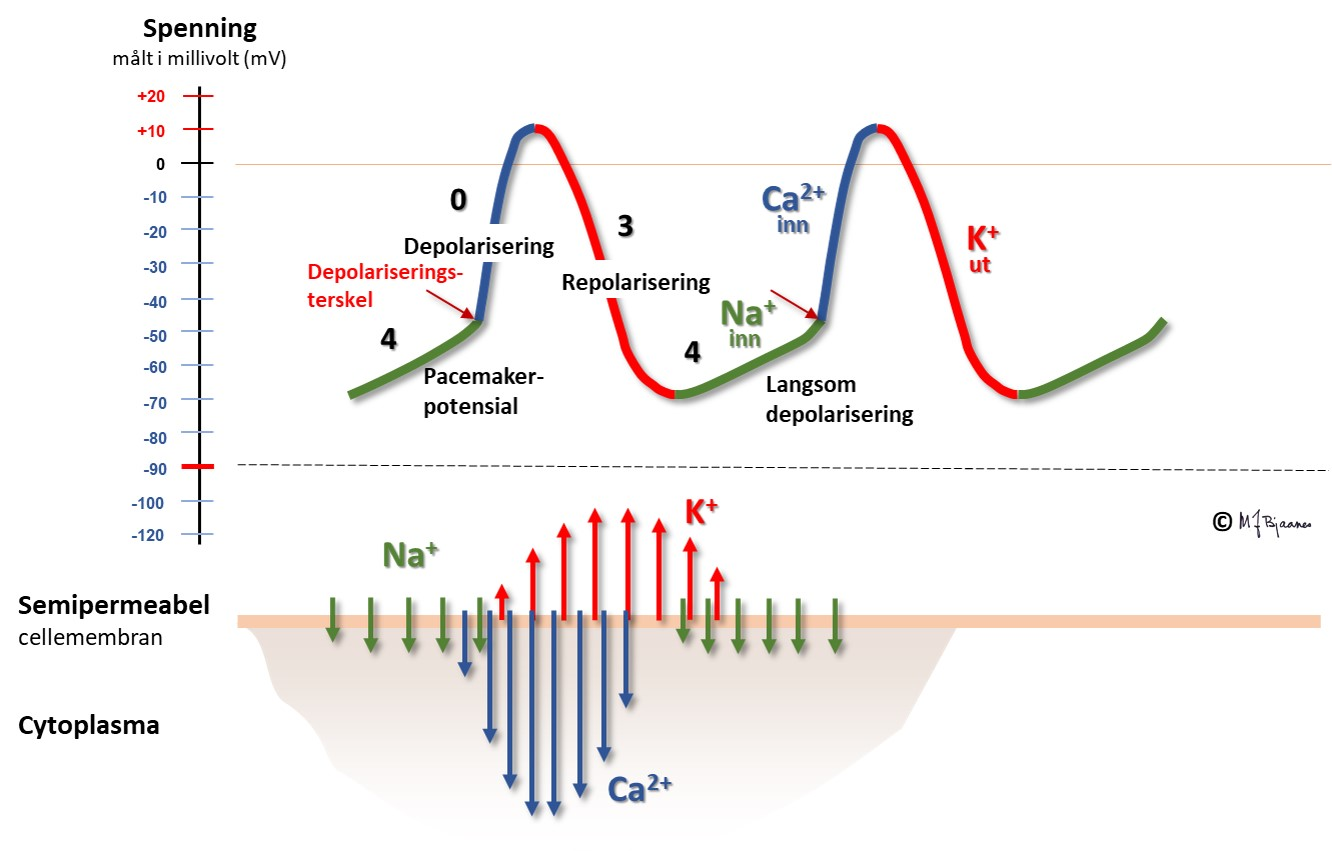 Spenning
målt i millivolt (mV)
+20
+10
0
-10
-20
-30
-40
-50
-60
-70
-80
-90
-100
-120
0
Depolarisering
Depolariserings-
terskel
4
Pacemaker-
potensial
3
Repolarisering
4
Ca²⁺
inn
Na⁺
inn
Langsom
depolarisering
K⁺
ut
© MJBjaanes
Na⁺
K⁺
Semipermeabel
cellemembran
Cytoplasma
Ca²⁺